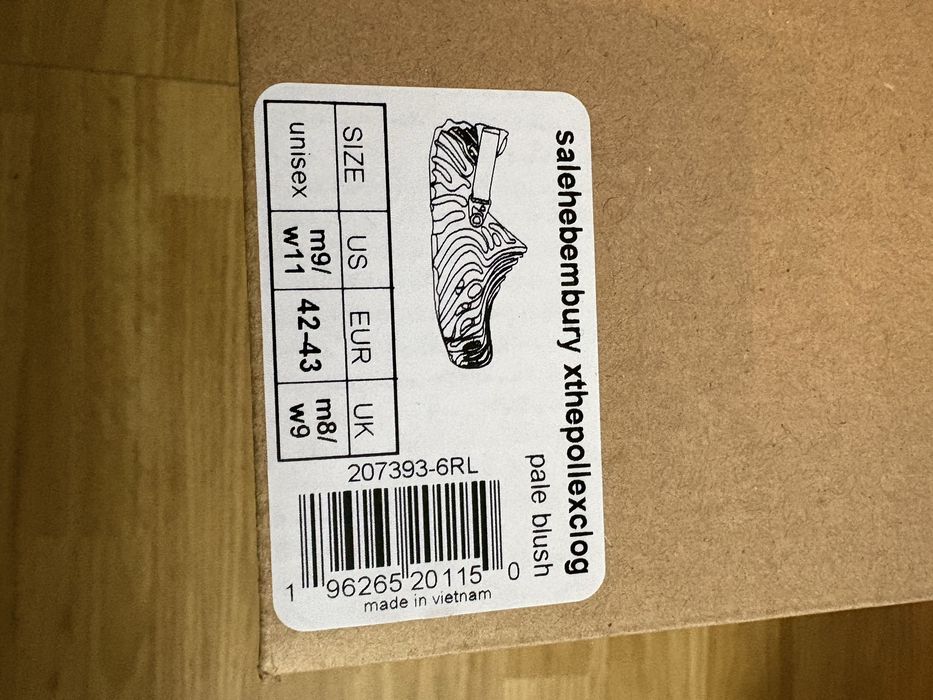 salehebembury xthepollexclog
pale blush
SIZE US EUR UK
unisex m9/ w11 42-43 m8/ w9
207393-6RL
1 96265 20115 0
made in vietnam